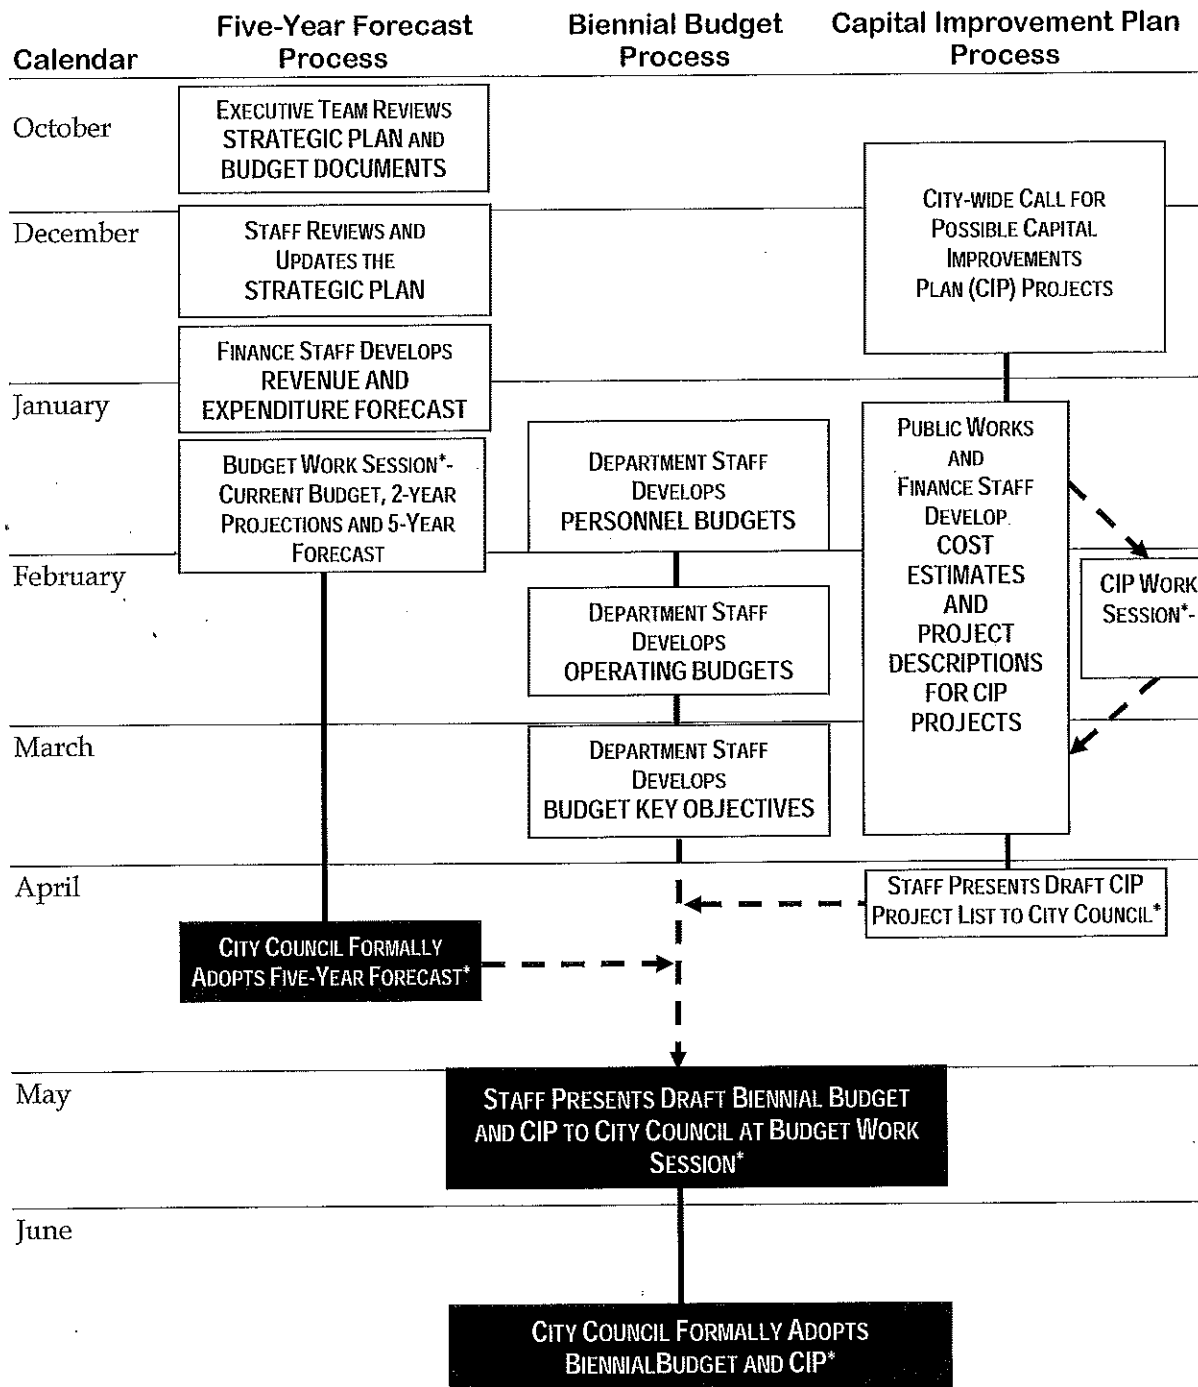 Calendar
Five-Year Forecast
Process
Biennial Budget
Process
Capital Improvement Plan
Process
October
EXECUTIVE TEAM REVIEWS
STRATEGIC PLAN AND
BUDGET DOCUMENTS
CITY-WIDE CALL FOR
POSSIBLE CAPITAL
IMPROVEMENTS
PLAN (CIP) PROJECTS
December
STAFF REVIEWS AND
UPDATES THE
STRATEGIC PLAN
FINANCE STAFF DEVELOPS
REVENUE AND
EXPENDITURE FORECAST
January
BUDGET WORK SESSION*-
CURRENT BUDGET, 2-YEAR
PROJECTIONS AND 5-YEAR
FORECAST
DEPARTMENT STAFF
DEVELOPS
PERSONNEL BUDGETS
PUBLIC WORKS
AND
FINANCE STAFF
DEVELOP
COST
ESTIMATES
AND
PROJECT
DESCRIPTIONS
FOR CIP
PROJECTS
February
DEPARTMENT STAFF
DEVELOPS
OPERATING BUDGETS
CIP WORK
SESSION*-
March
DEPARTMENT STAFF
DEVELOPS
BUDGET KEY OBJECTIVES
April
STAFF PRESENTS DRAFT CIP
PROJECT LIST TO CITY COUNCIL*
CITY COUNCIL FORMALLY
ADOPTS FIVE-YEAR FORECAST*
May
STAFF PRESENTS DRAFT BIENNIAL BUDGET
AND CIP TO CITY COUNCIL AT BUDGET WORK
SESSION*
June
CITY COUNCIL FORMALLY ADOPTS
BIENNIALBUDGET AND CIP*